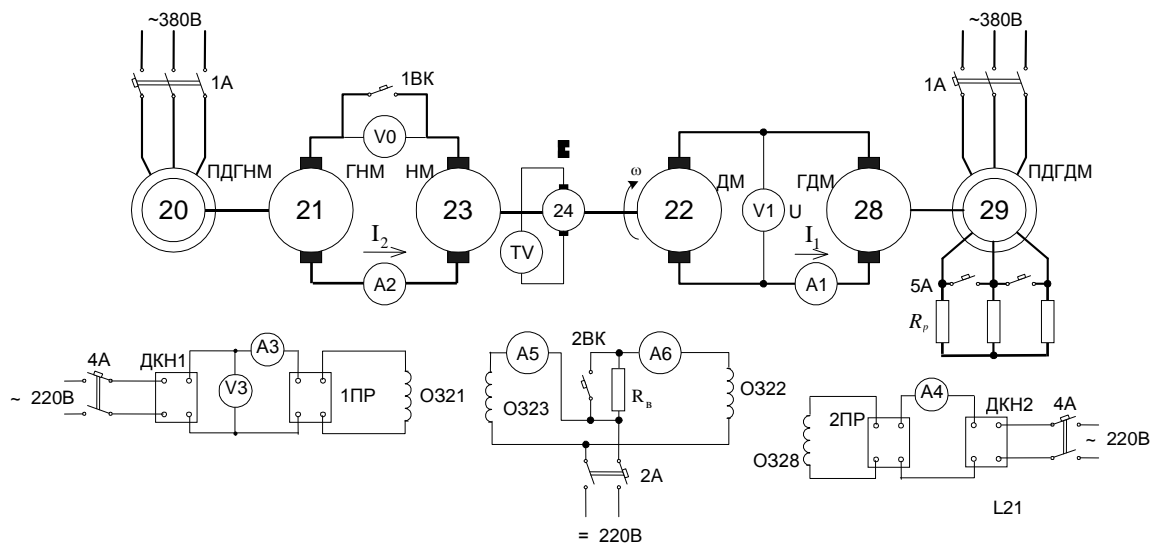 ~380В
~380В
1А
1ВК
1А
V0
ПДГНМ
ГНМ
НМ
ω
ДМ
ГДМ
ПДГДМ
20
21
23
24
22
V1
U
28
29
I2
TV
I1
A2
A1
5А
Rр
4А
ДКН1
A3
V3
1ПР
~ 220В
ОЗ21
A5
2ВК
A6
Rв
ОЗ23
ОЗ22
2А
= 220В
A4
2ПР
ДКН2
4А
~ 220В
ОЗ28
L21